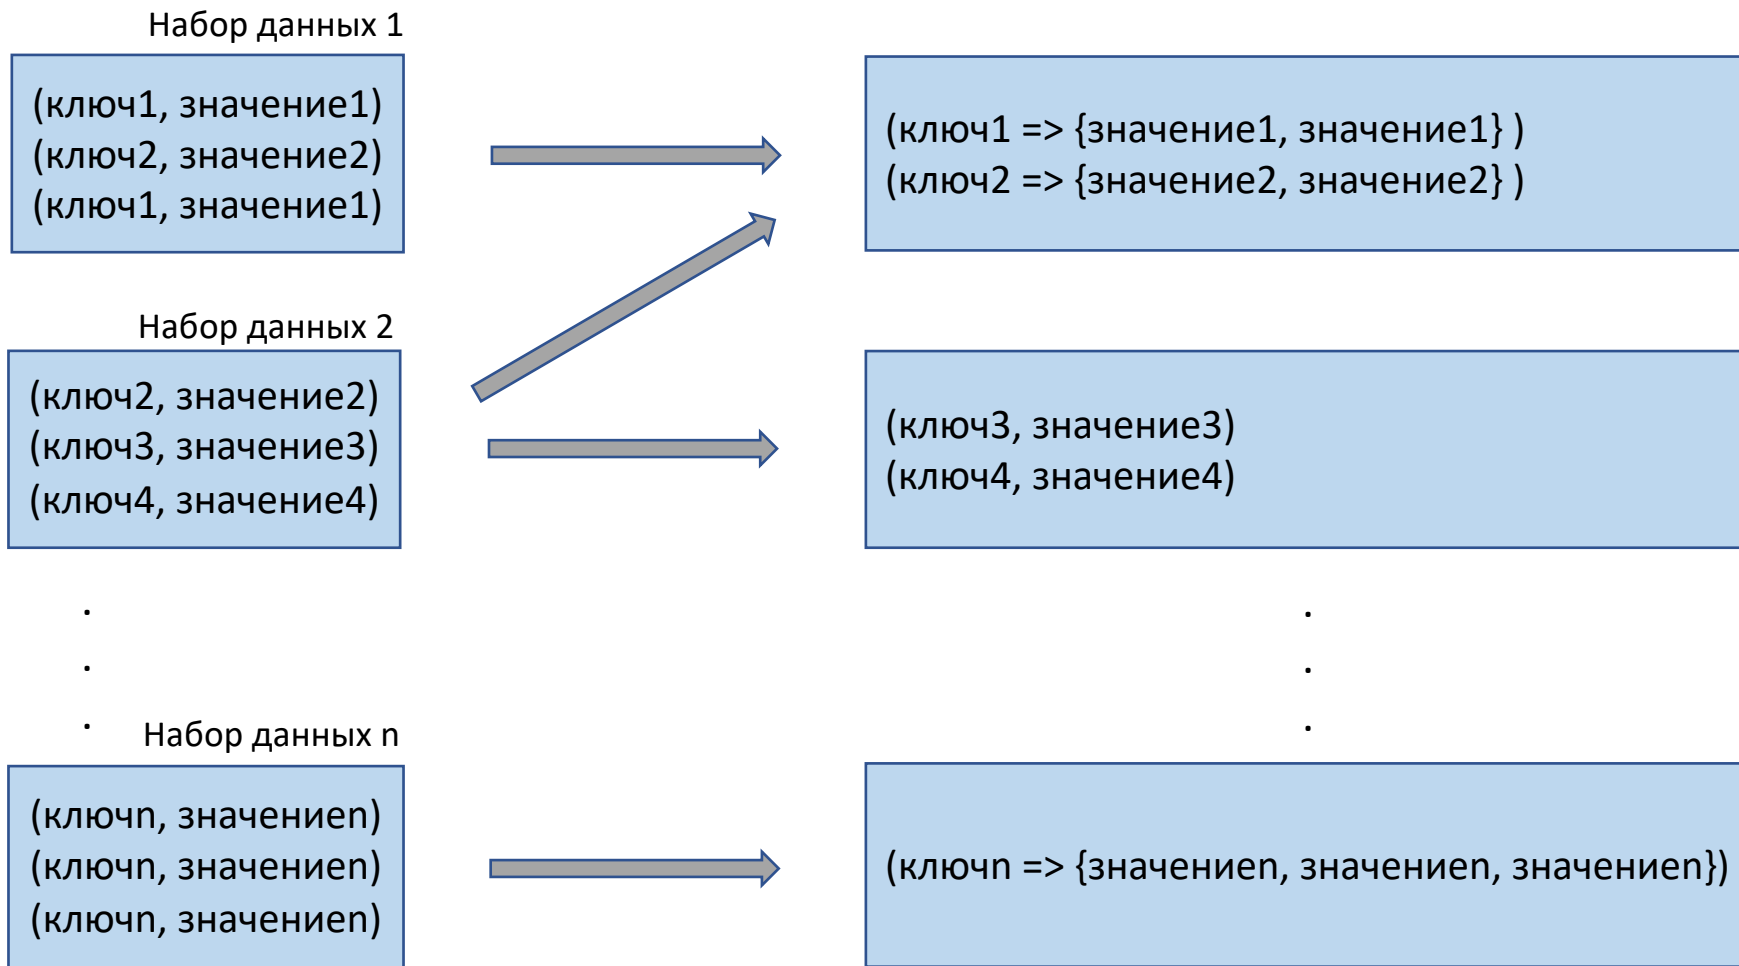 Набор данных 1
(ключ1, значение1)
(ключ2, значение2)
(ключ1, значение1)
(ключ1 => {значение1, значение1} )
(ключ2 => {значение2, значение2} )
Набор данных 2
(ключ2, значение2)
(ключ3, значение3)
(ключ4, значение4)
(ключ3, значение3)
(ключ4, значение4)
.
.
.
.
.
.
Набор данных n
(ключn, значениеn)
(ключn, значениеn)
(ключn, значениеn)
(ключn => {значениеn, значениеn, значениеn})